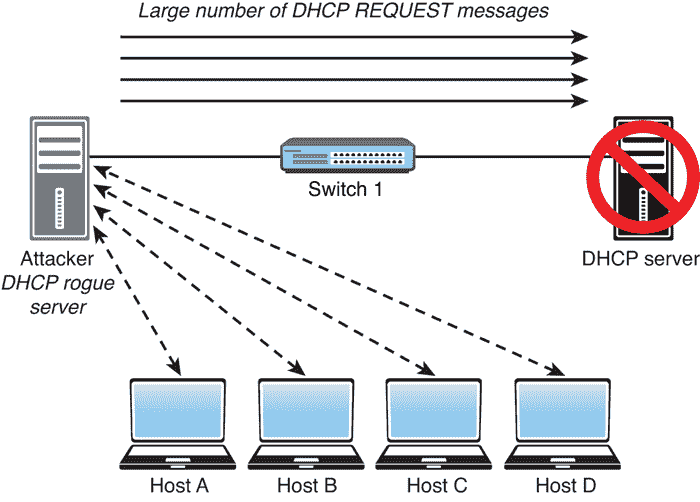 Large number of DHCP REQUEST messages
Switch 1
Attacker
DHCP rogue
server
DHCP server
Host A
Host B
Host C
Host D